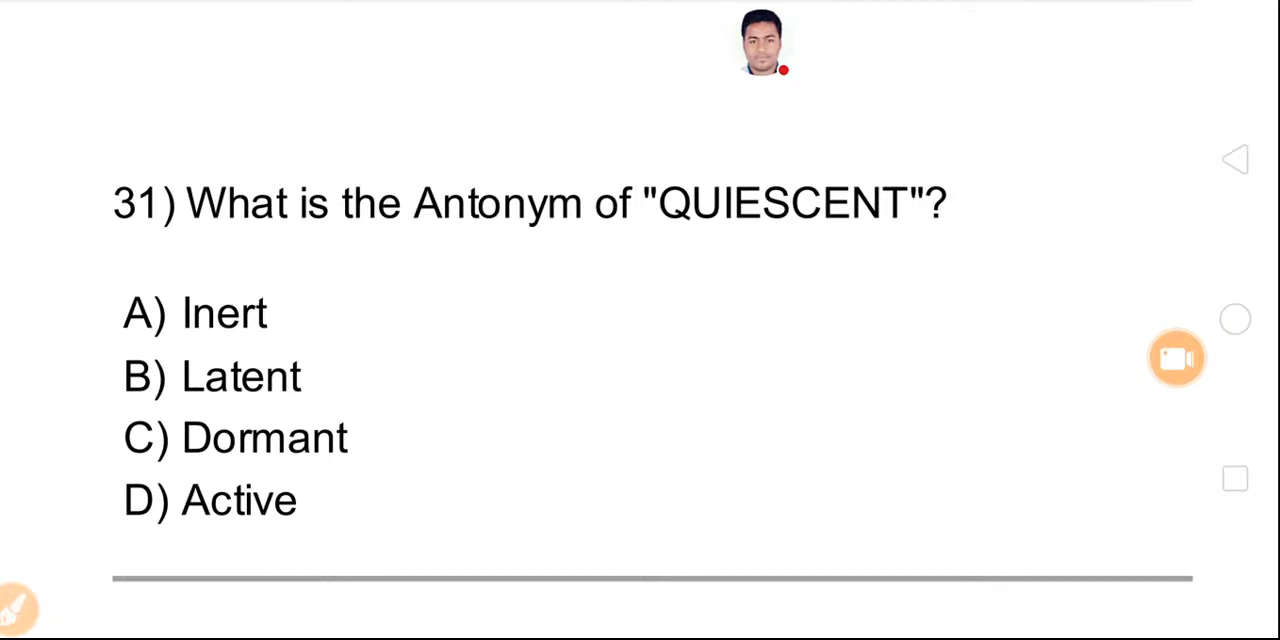 31) What is the Antonym of "QUIESCENT"?
A) Inert
B) Latent
C) Dormant
D) Active